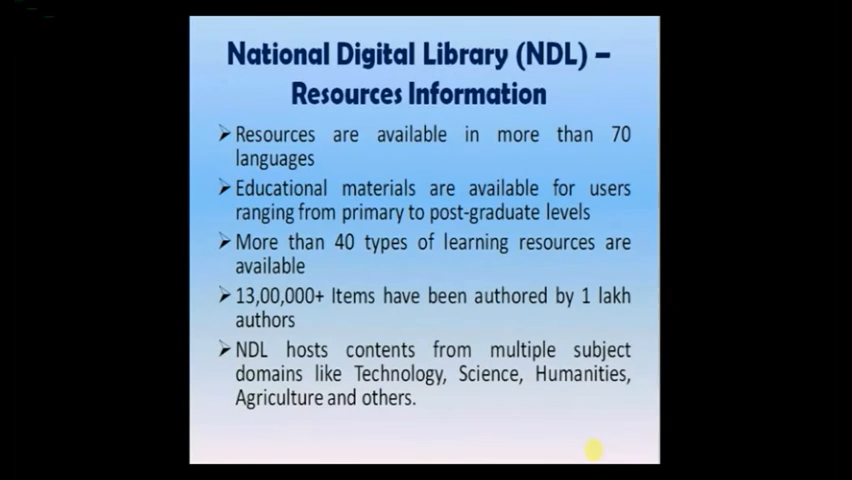 National Digital Library (NDL) –
Resources Information
➢Resources are available in more than 70
languages
➢Educational materials are available for users
ranging from primary to post-graduate levels
➢More than 40 types of learning resources are
available
➢13,00,000+ Items have been authored by 1 lakh
authors
➢NDL hosts contents from multiple subject
domains like Technology, Science, Humanities,
Agriculture and others.